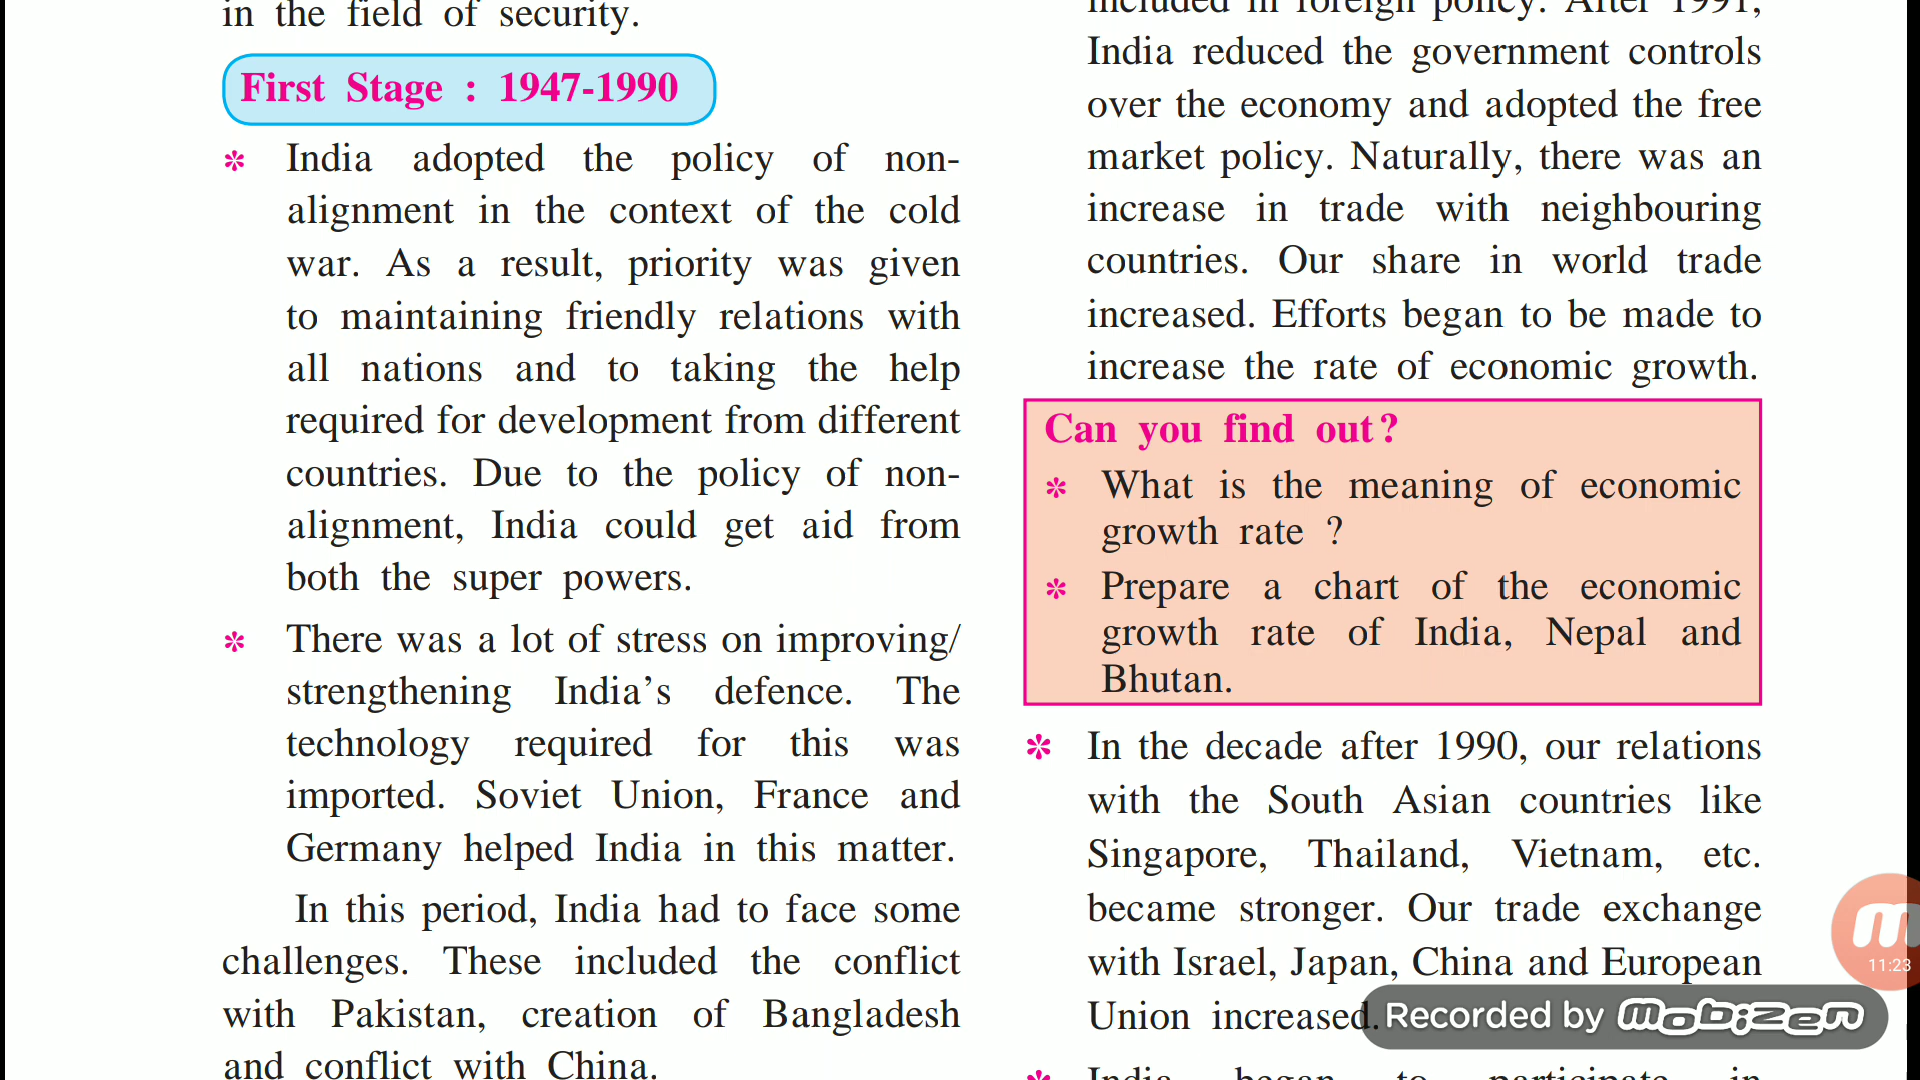 in the field of security.
First Stage : 1947-1990
✻ India adopted the policy of non-
alignment in the context of the cold
war. As a result, priority was given
to maintaining friendly relations with
all nations and to taking the help
required for development from different
countries. Due to the policy of non-
alignment, India could get aid from
both the super powers.
✻ There was a lot of stress on improving/
strengthening India’s defence. The
technology required for this was
imported. Soviet Union, France and
Germany helped India in this matter.
In this period, India had to face some
challenges. These included the conflict
with Pakistan, creation of Bangladesh
and conflict with China.
included in foreign policy. After 1991,
India reduced the government controls
over the economy and adopted the free
market policy. Naturally, there was an
increase in trade with neighbouring
countries. Our share in world trade
increased. Efforts began to be made to
increase the rate of economic growth.
Can you find out?
✻ What is the meaning of economic
growth rate ?
✻ Prepare a chart of the economic
growth rate of India, Nepal and
Bhutan.
✻ In the decade after 1990, our relations
with the South Asian countries like
Singapore, Thailand, Vietnam, etc.
became stronger. Our trade exchange
with Israel, Japan, China and European
Union increased.
✻ India began to participate in
m
11:23
Recorded by mobizen